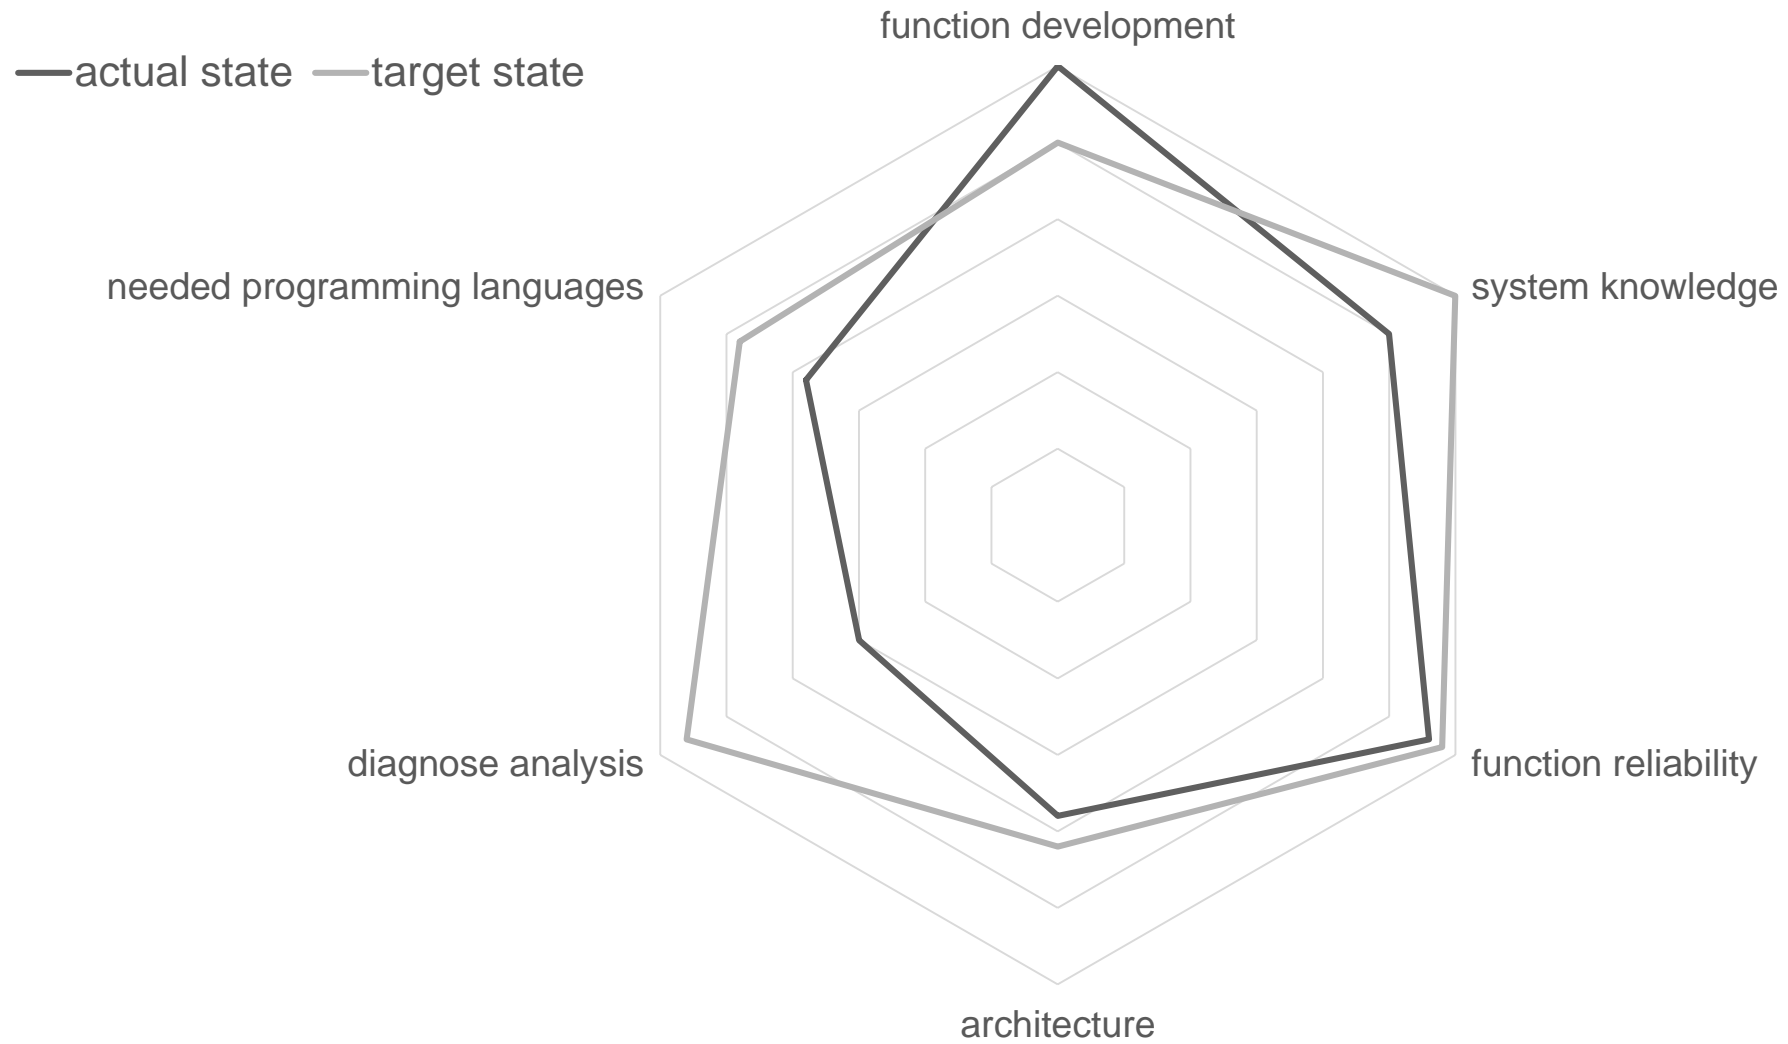 function development
actual state
target state
needed programming languages
system knowledge
diagnose analysis
function reliability
architecture